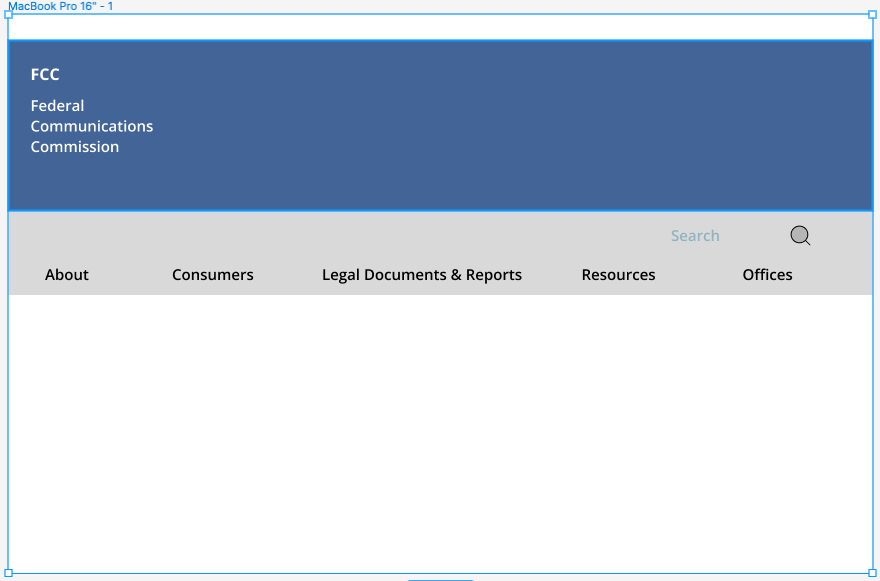 MacBook Pro 16" - 1
FCC
Federal
Communications
Commission
Search
About Consumers Legal Documents & Reports Resources Offices